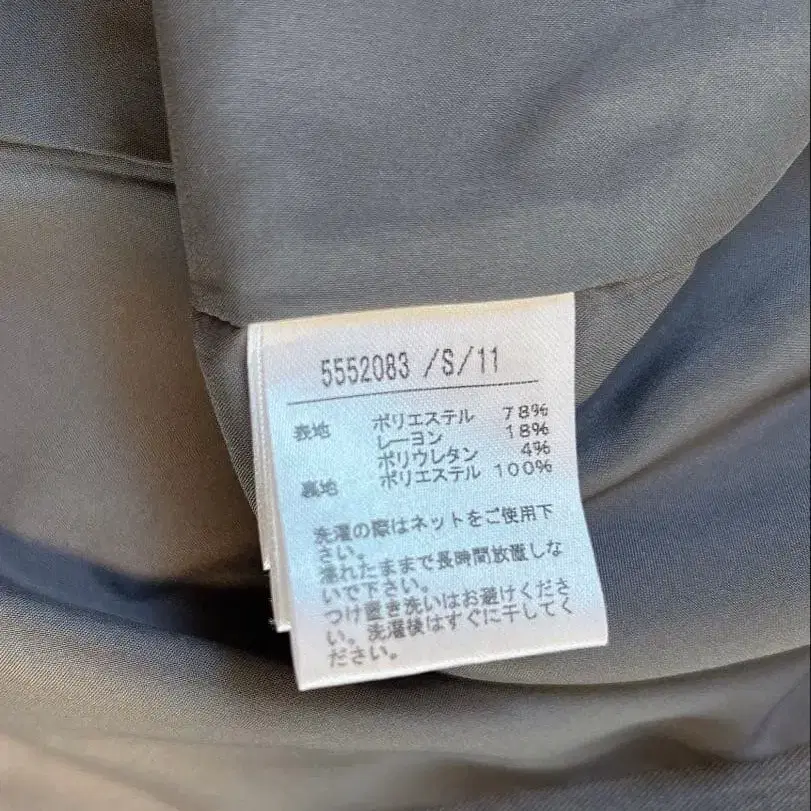 5552083 /S/11
表地 ポリエステル 78%
レーヨン 18%
ポリウレタン 4%
裏地 ポリエステル 100%
洗濯の際はネットをご使用下
さい。
濡れたままで長時間放置しな
いで下さい。
つけ置き洗いはお避けくださ
い。洗濯後はすぐに干してく
ださい。